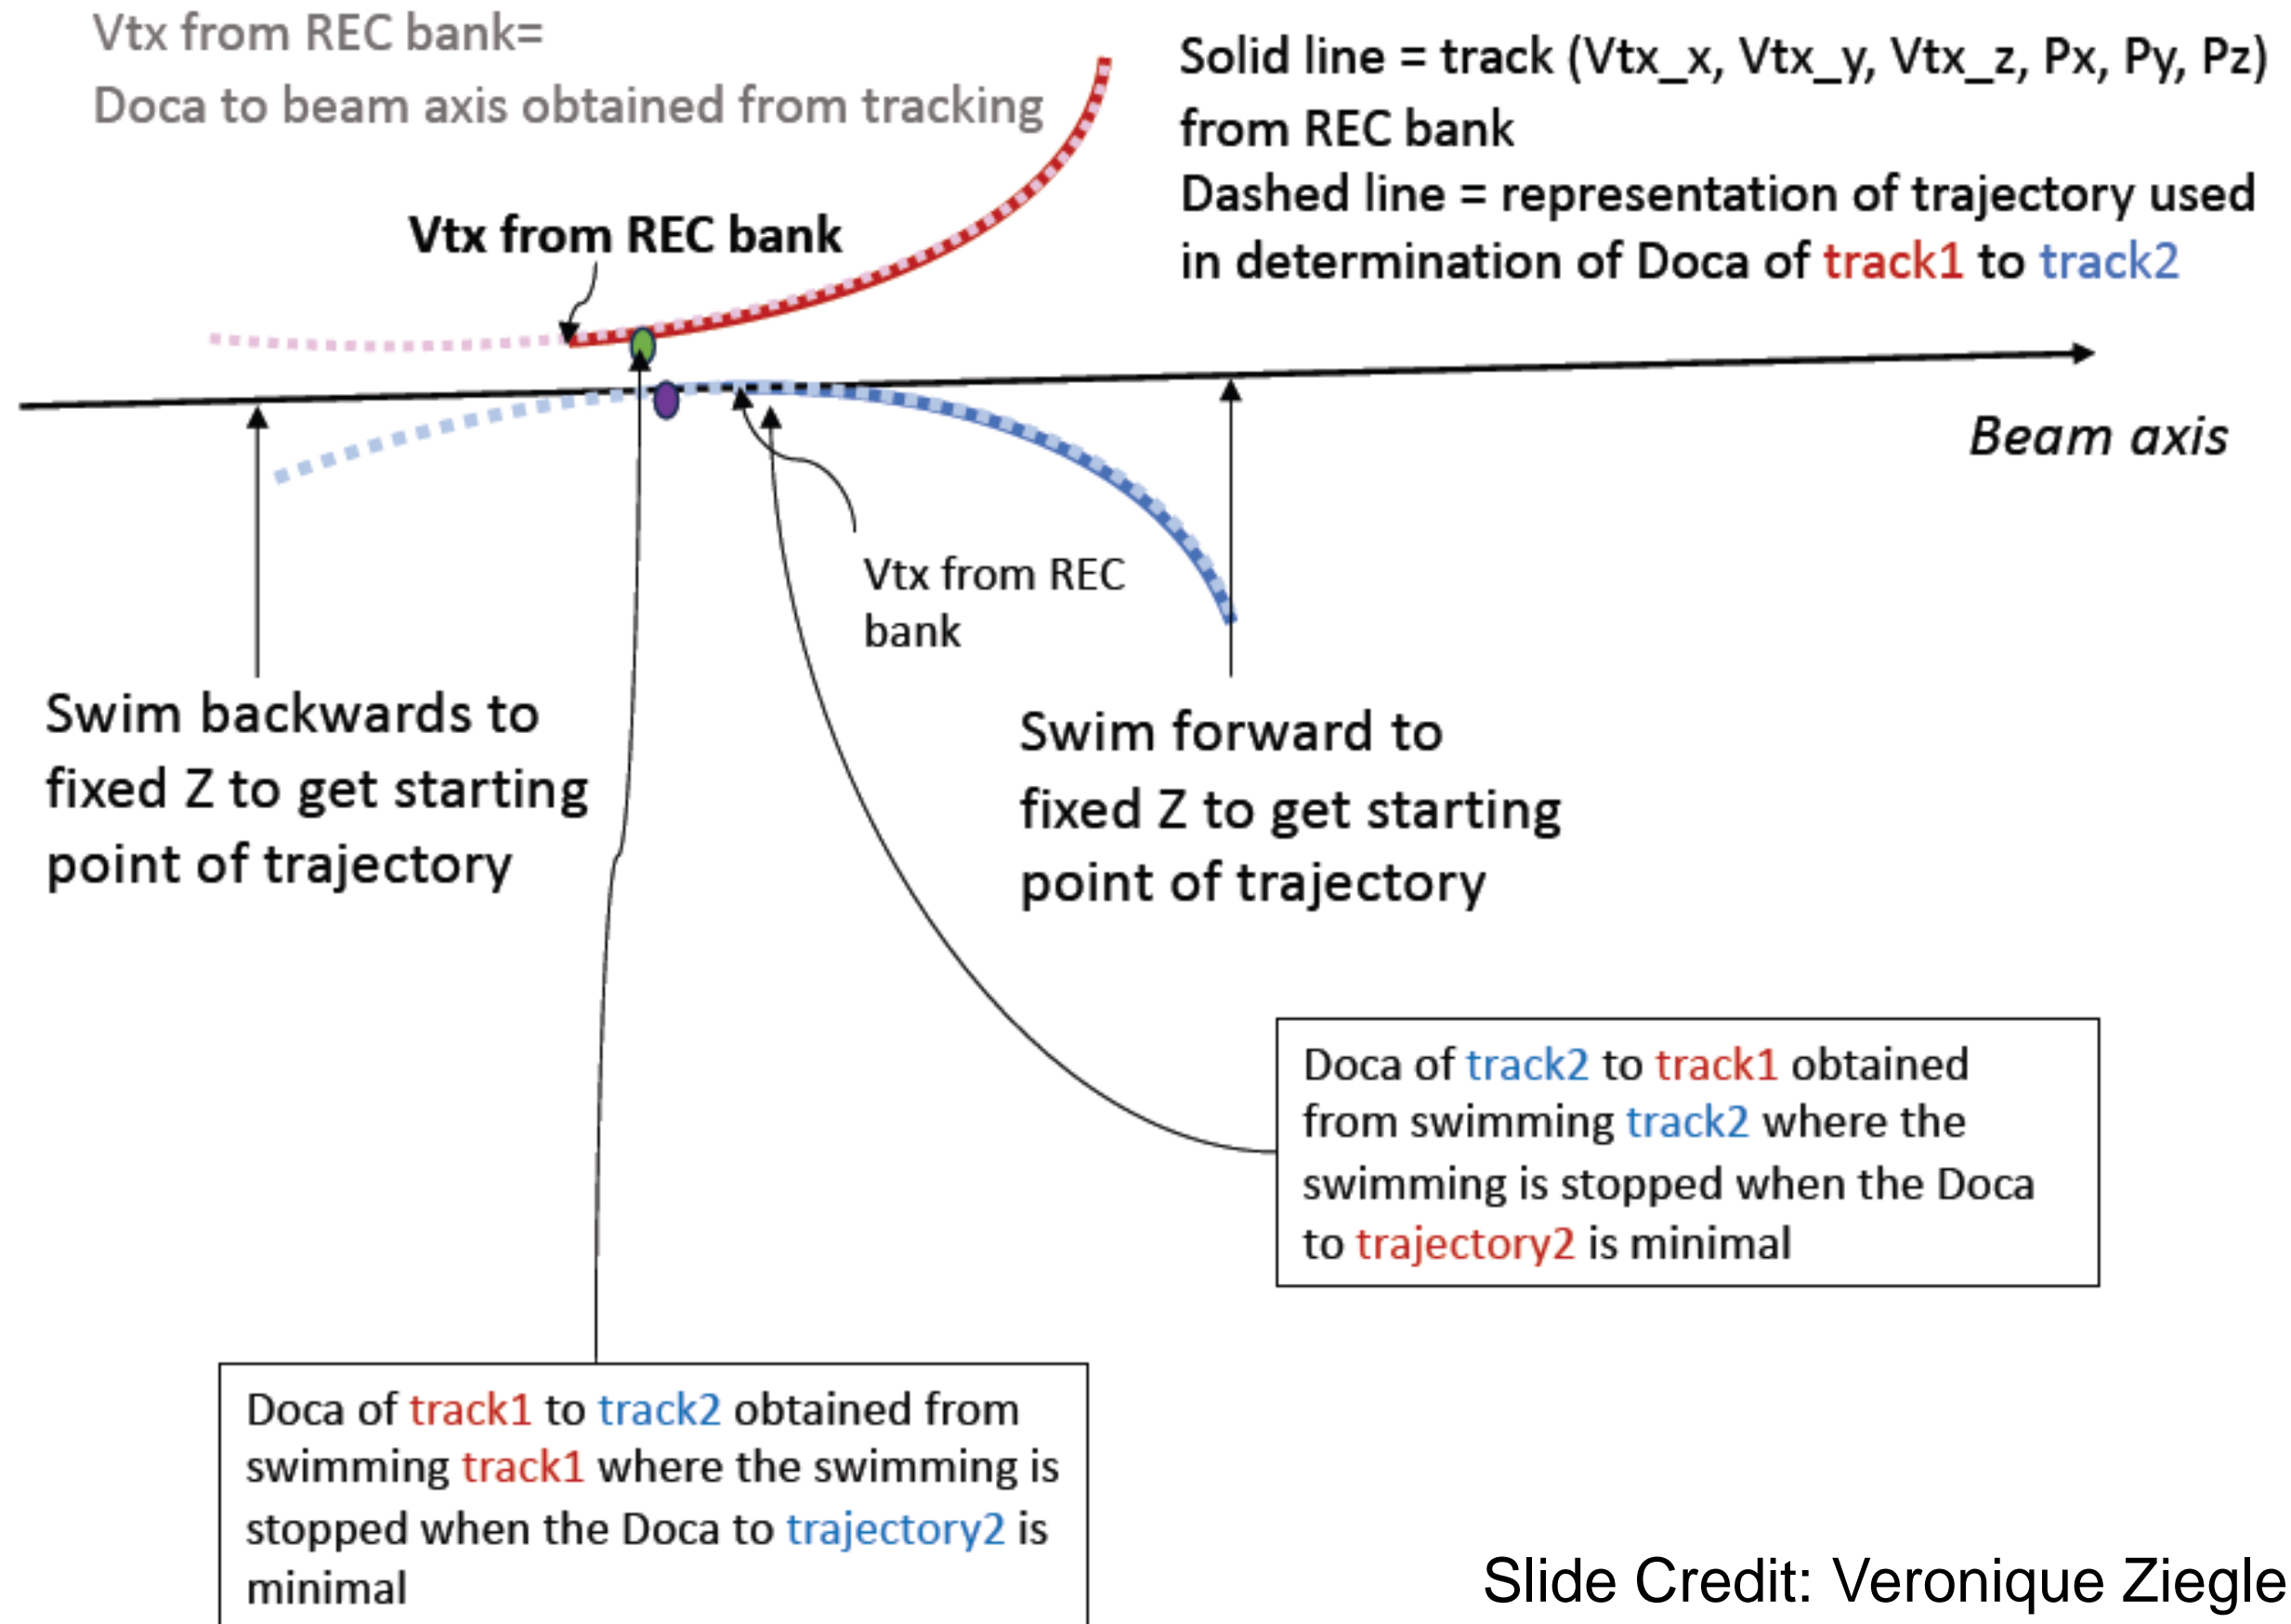 Vtx from REC bank=
Doca to beam axis obtained from tracking
Solid line = track (Vtx_x, Vtx_y, Vtx_z, Px, Py, Pz)
from REC bank
Dashed line = representation of trajectory used
in determination of Doca of track1 to track2
Vtx from REC bank
Beam axis
Vtx from REC
bank
Swim backwards to
fixed Z to get starting
point of trajectory
Swim forward to
fixed Z to get starting
point of trajectory
Doca of track2 to track1 obtained
from swimming track2 where the
swimming is stopped when the Doca
to trajectory2 is minimal
Doca of track1 to track2 obtained from
swimming track1 where the swimming is
stopped when the Doca to trajectory2 is
minimal
Slide Credit: Veronique Ziegle